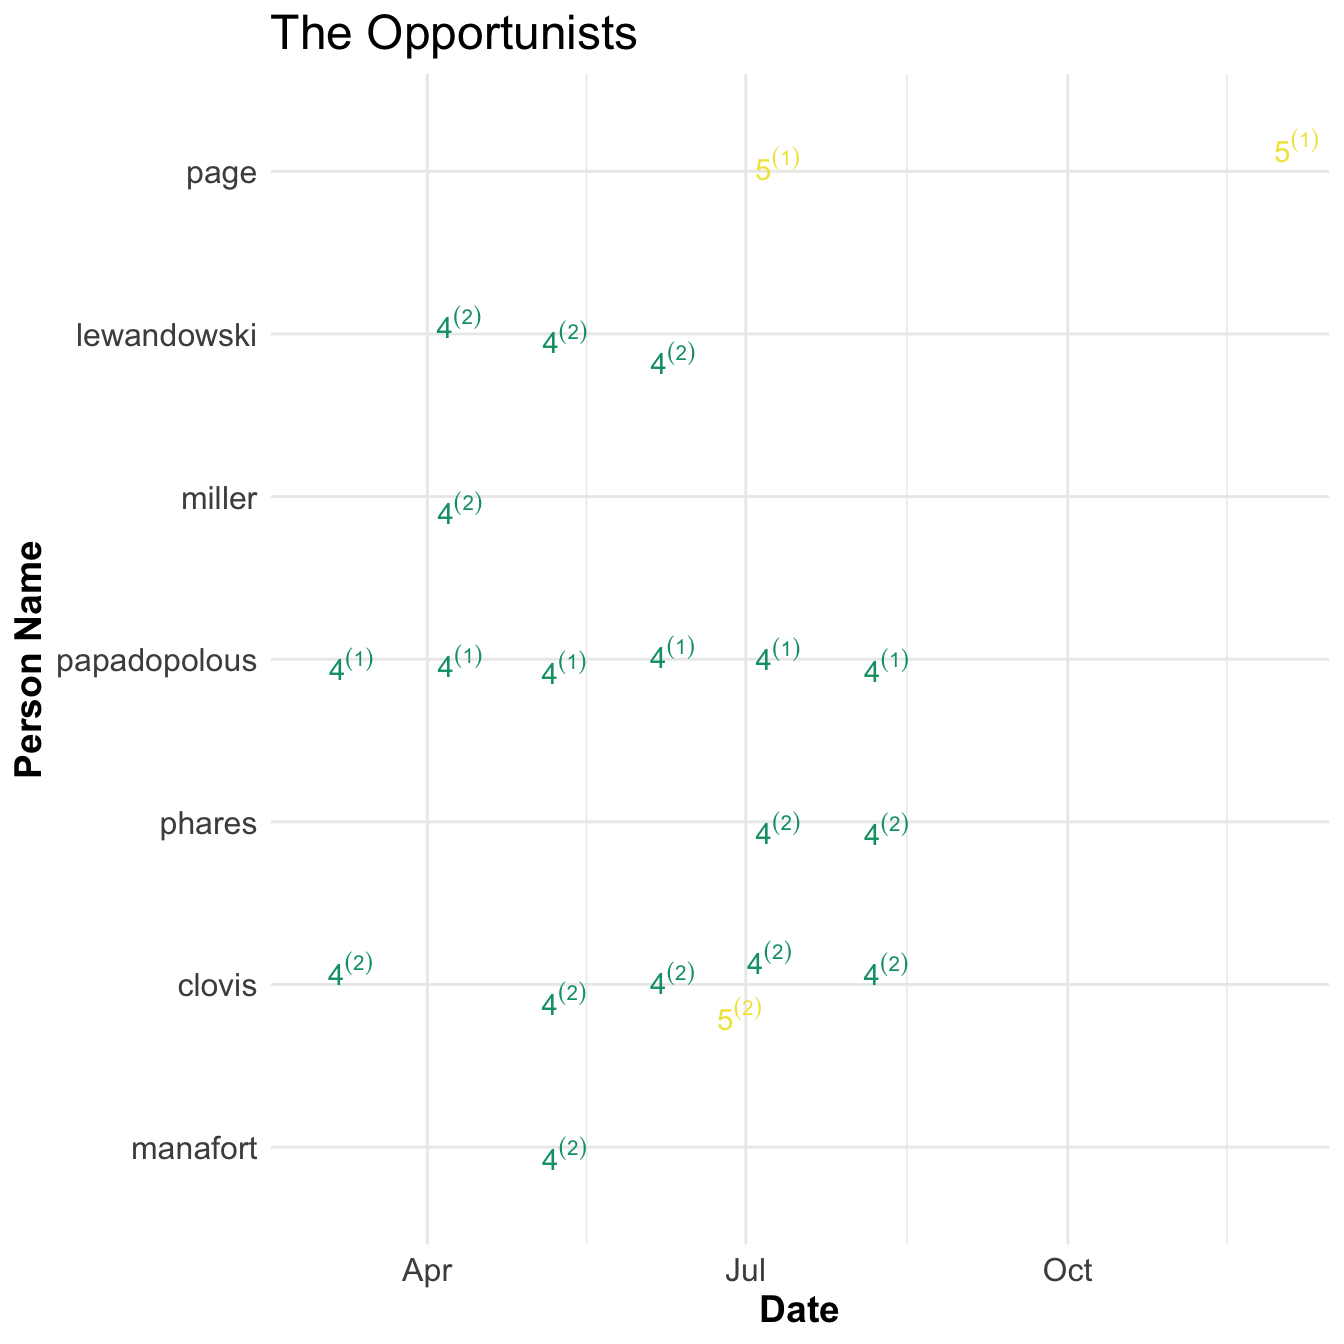 The Opportunists
Person Name
page 5(1) 5(1)
lewandowski 4(2) 4(2) 4(2)
miller 4(2)
papadopolous 4(1) 4(1) 4(1) 4(1) 4(1) 4(1)
phares 4(2) 4(2)
clovis 4(2) 4(2) 4(2) 4(2) 4(2)
5(2)
manafort 4(2)
Apr Jul Oct
Date